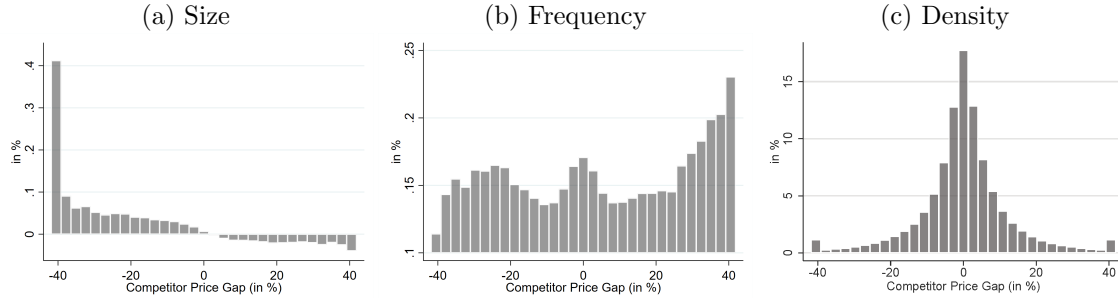 (a) Size
in %
.4
.3
.2
.1
0
-40 -20 0 20 40
Competitor Price Gap (in %)
(b) Frequency
in %
.25
.2
.15
.1
-40 -20 0 20 40
Competitor Price Gap (in %)
(c) Density
in %
15
10
5
0
-40 -20 0 20 40
Competitor Price Gap (in %)